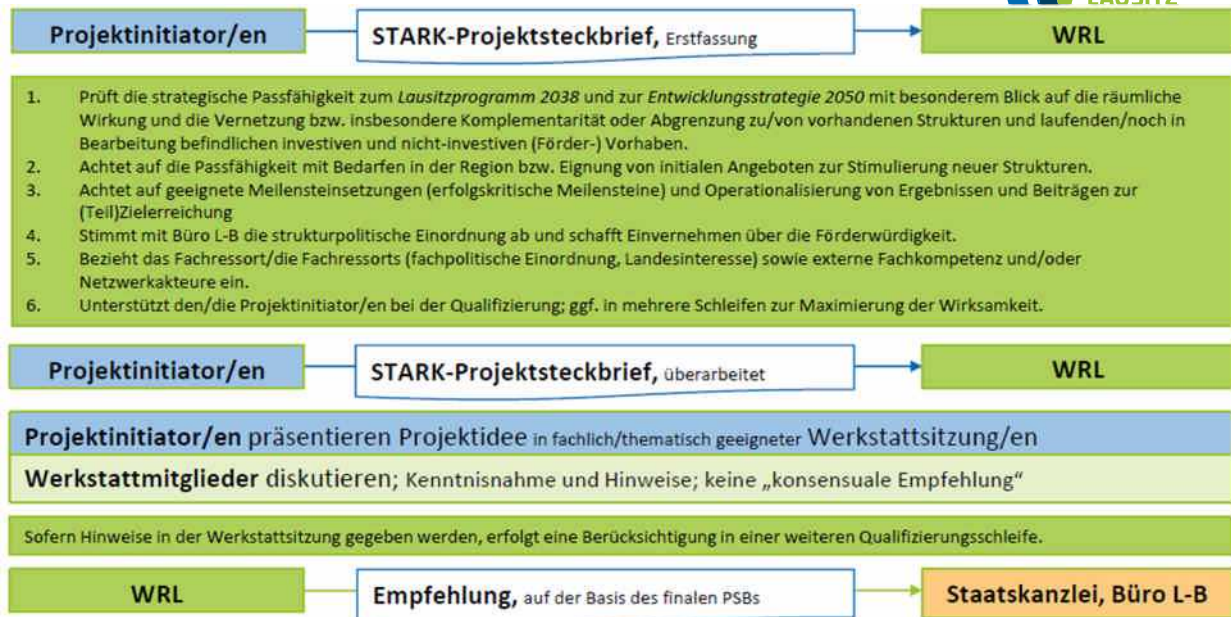 LAUSITZ
Projektinitiator/en STARK-Projektsteckbrief, Erstfassung WRL
1. Prüft die strategische Passfähigkeit zum Lausitzprogramm 2038 und zur Entwicklungsstrategie 2050 mit besonderem Blick auf die räumliche
Wirkung und die Vernetzung bzw. insbesondere Komplementarität oder Abgrenzung zu/von vorhandenen Strukturen und laufenden/noch in
Bearbeitung befindlichen investiven und nicht-investiven (Förder-) Vorhaben.
2. Achtet auf die Passfähigkeit mit Bedarfen in der Region bzw. Eignung von initialen Angeboten zur Stimulierung neuer Strukturen.
3. Achtet auf geeignete Meilensteinsetzungen (erfolgskritische Meilensteine) und Operationalisierung von Ergebnissen und Beiträgen zur
(Teil)Zielerreichung
4. Stimmt mit Büro L-B die strukturpolitische Einordnung ab und schafft Einvernehmen über die Förderwürdigkeit.
5. Bezieht das Fachressort/die Fachressorts (fachpolitische Einordnung, Landesinteresse) sowie externe Fachkompetenz und/oder
Netzwerkakteure ein.
6. Unterstützt den/die Projektinitiator/en bei der Qualifizierung; ggf. in mehrere Schleifen zur Maximierung der Wirksamkeit.
Projektinitiator/en STARK-Projektsteckbrief, überarbeitet WRL
Projektinitiator/en präsentieren Projektidee in fachlich/thematisch geeigneter Werkstattsitzung/en
Werkstattmitglieder diskutieren; Kenntnisnahme und Hinweise; keine „konsensuale Empfehlung“
Sofern Hinweise in der Werkstattsitzung gegeben werden, erfolgt eine Berücksichtigung in einer weiteren Qualifizierungsschleife.
WRL Empfehlung, auf der Basis des finalen PSBs Staatskanzlei, Büro L-B